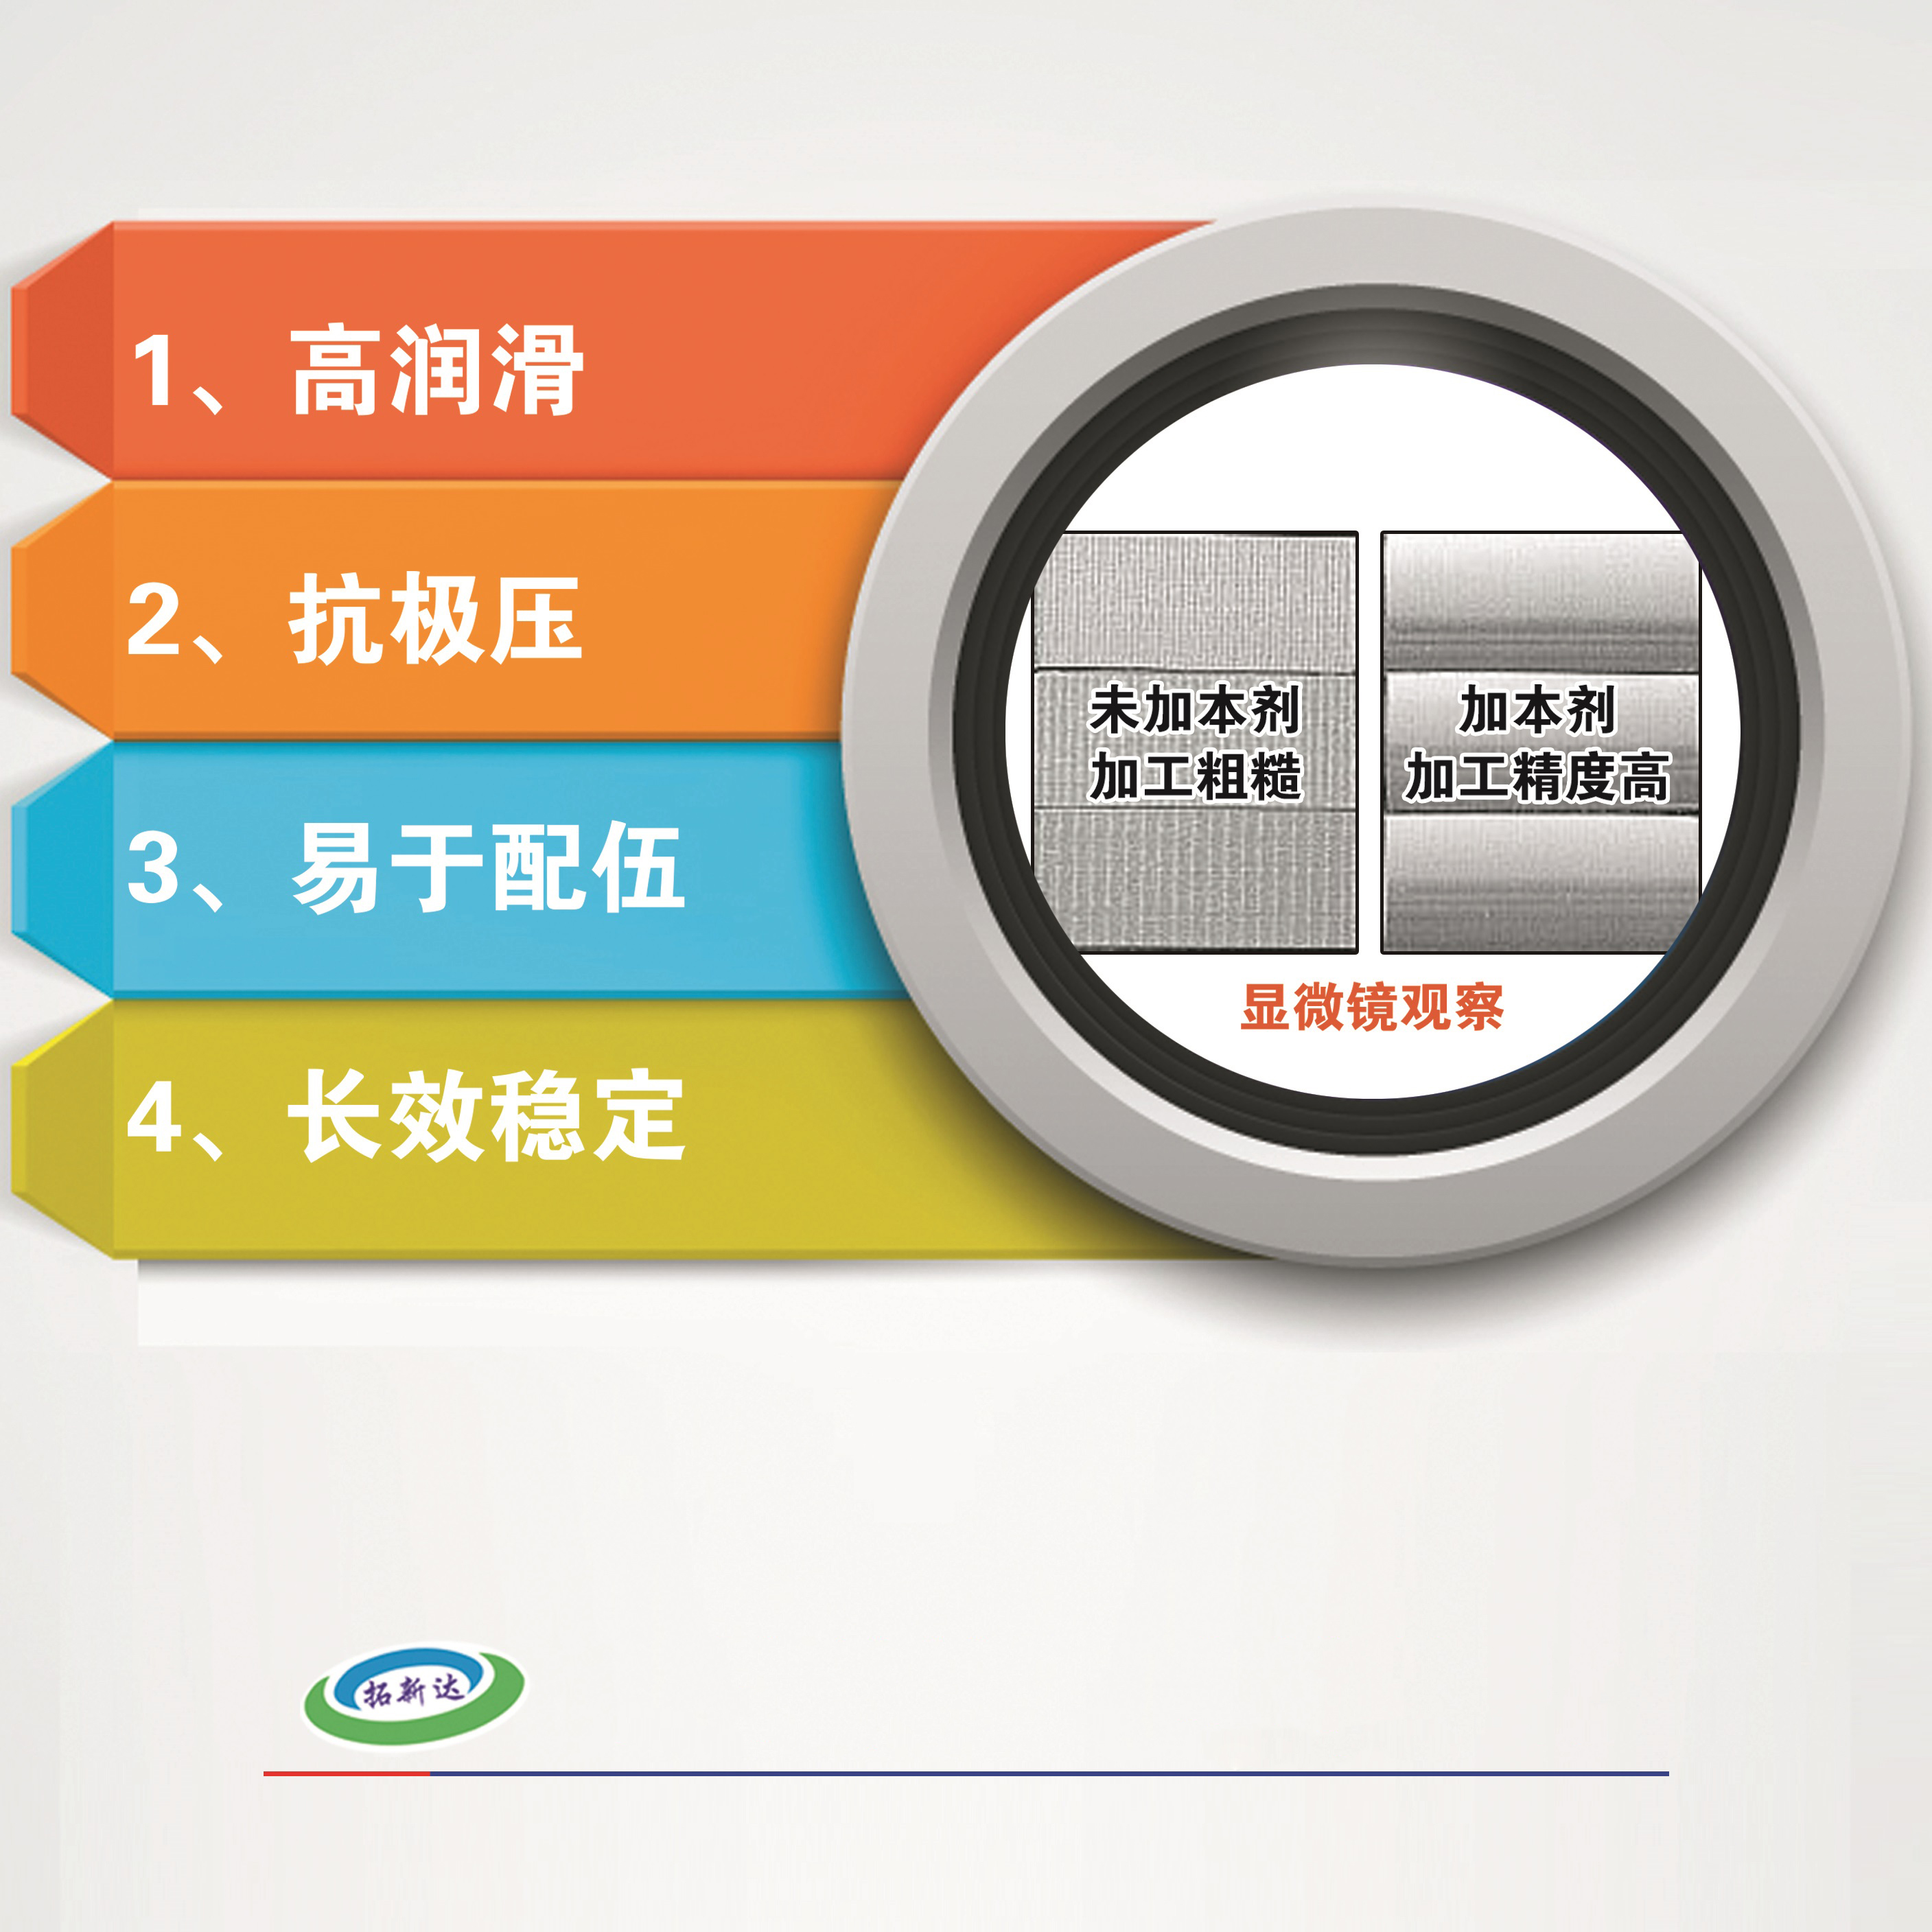 1、高润滑
2、抗极压
3、易于配伍
4、长效稳定
未加本剂
加工粗糙
加本剂
加工精度高
显微镜观察
拓新达